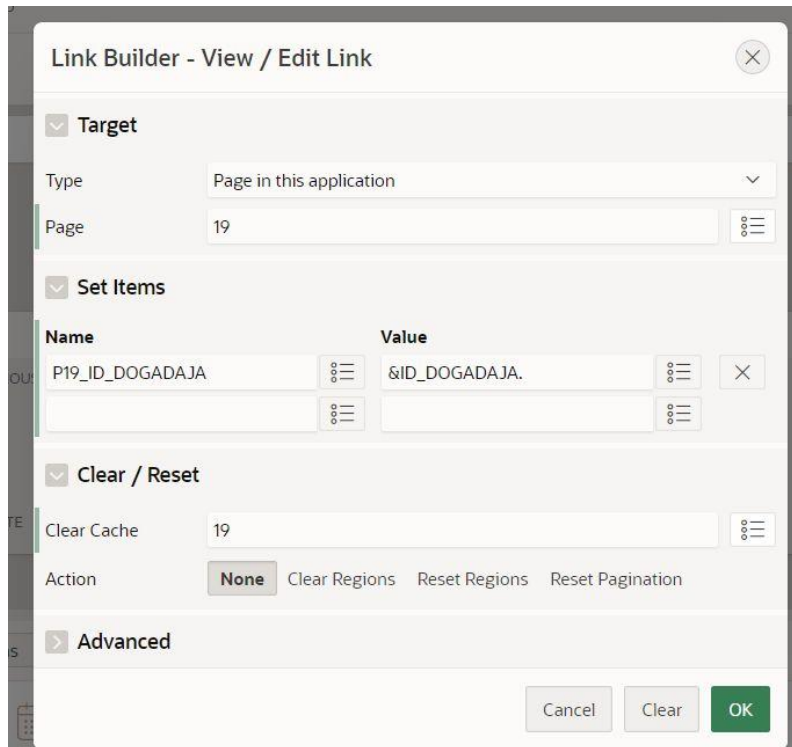 Link Builder - View / Edit Link
Target
Type Page in this application
Page 19
Set Items
Name Value
P19_ID_DOGADAJA &ID_DOGADAJA.
Clear / Reset
Clear Cache 19
Action None Clear Regions Reset Regions Reset Pagination
Advanced
Cancel Clear OK